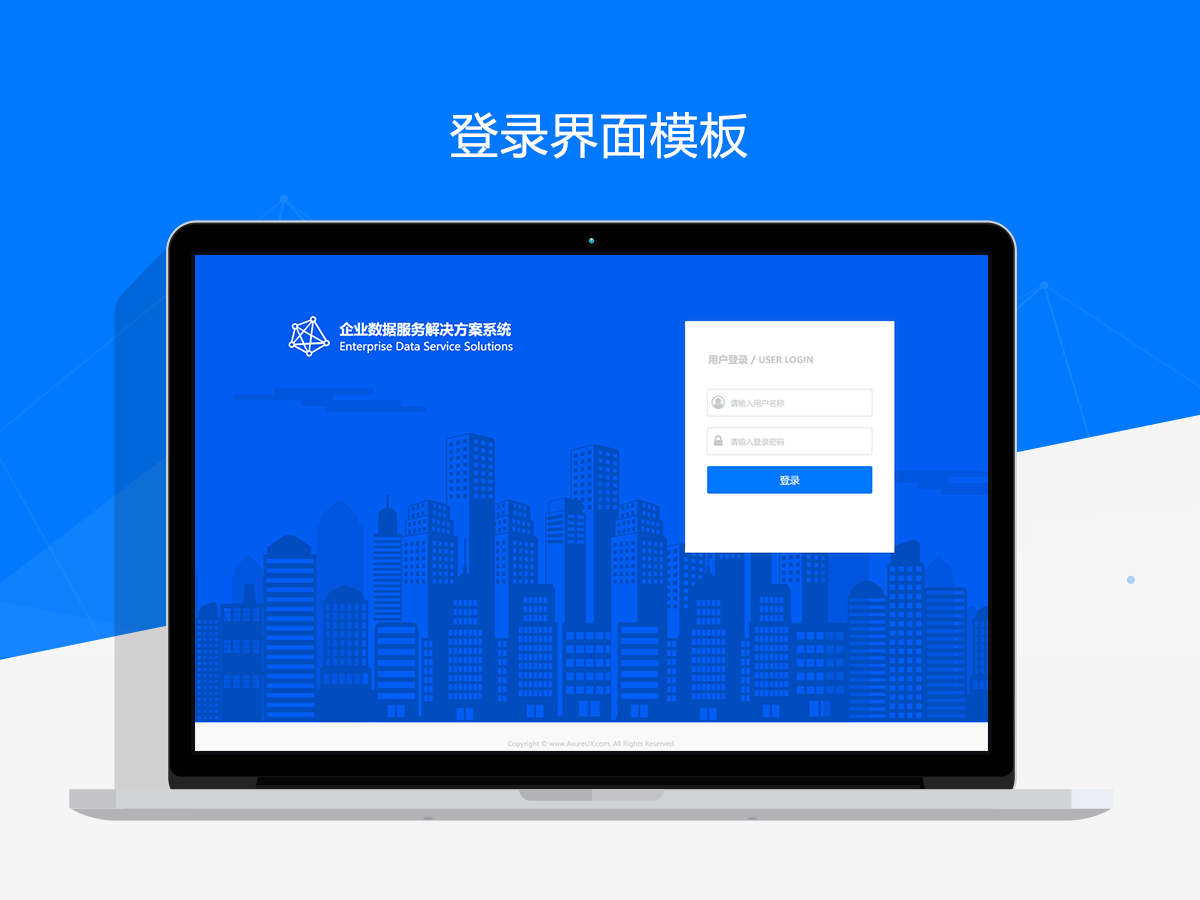 登录界面模板
企业数据服务解决方案系统
Enterprise Data Service Solutions
用户登录 / USER LOGIN
请输入用户名称
请输入登录密码
登录
Copyright © www.AxureUX.com, All Rights Reserved.